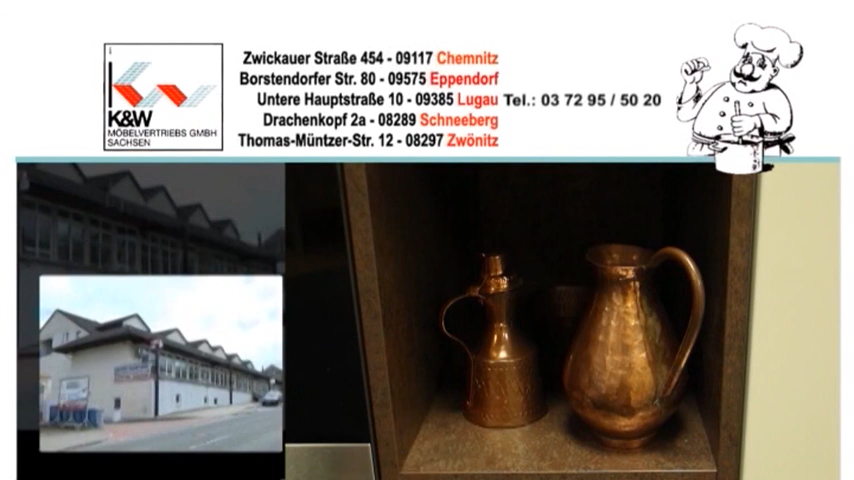 K&W
MÖBELVERTRIEBS GMBH
SACHSEN
Zwickauer Straße 454 - 09117 Chemnitz
Borstendorfer Str. 80 - 09575 Eppendorf
Untere Hauptstraße 10 - 09385 Lugau
Drachenkopf 2a - 08289 Schneeberg
Thomas-Müntzer-Str. 12 - 08297 Zwönitz
Tel.: 03 72 95 / 50 20